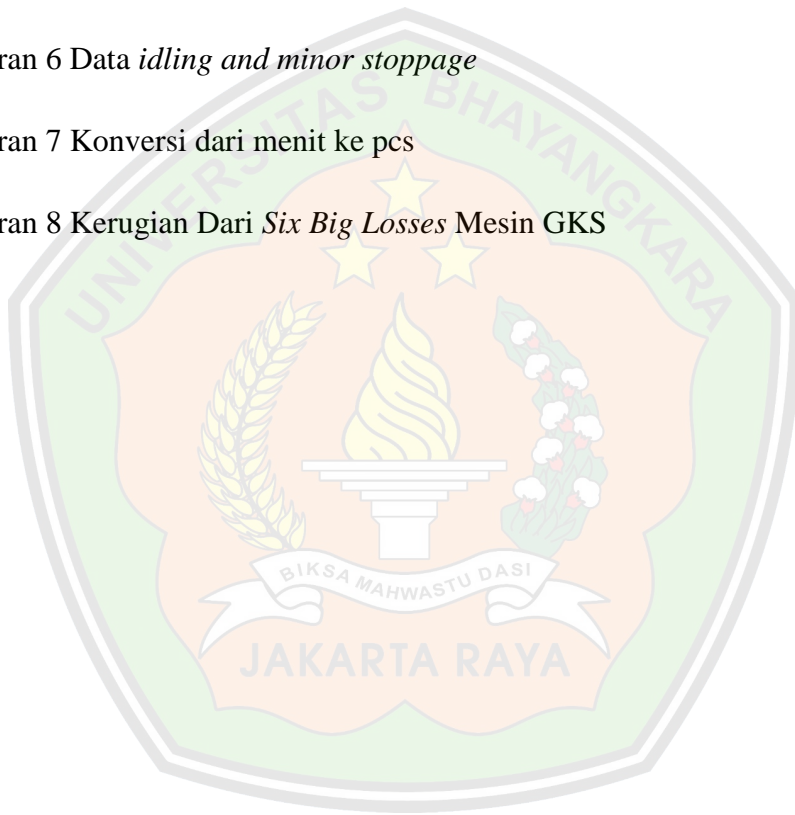 ran 6 Data idling and minor stoppage
ran 7 Konversi dari menit ke pcs
ran 8 Kerugian Dari Six Big Losses Mesin GKS
UNIVERSITAS BHAYANGKARA
BIKSA MAHWASTU DASI
JAKARTA RAYA